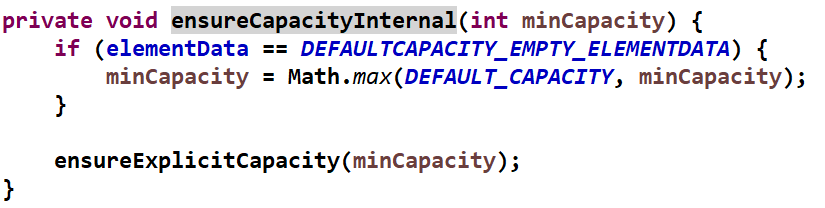 private void ensureCapacityInternal(int minCapacity) {
    if (elementData == DEFAULTCAPACITY_EMPTY_ELEMENTDATA) {
        minCapacity = Math.max(DEFAULT_CAPACITY, minCapacity);
    }

    ensureExplicitCapacity(minCapacity);
}